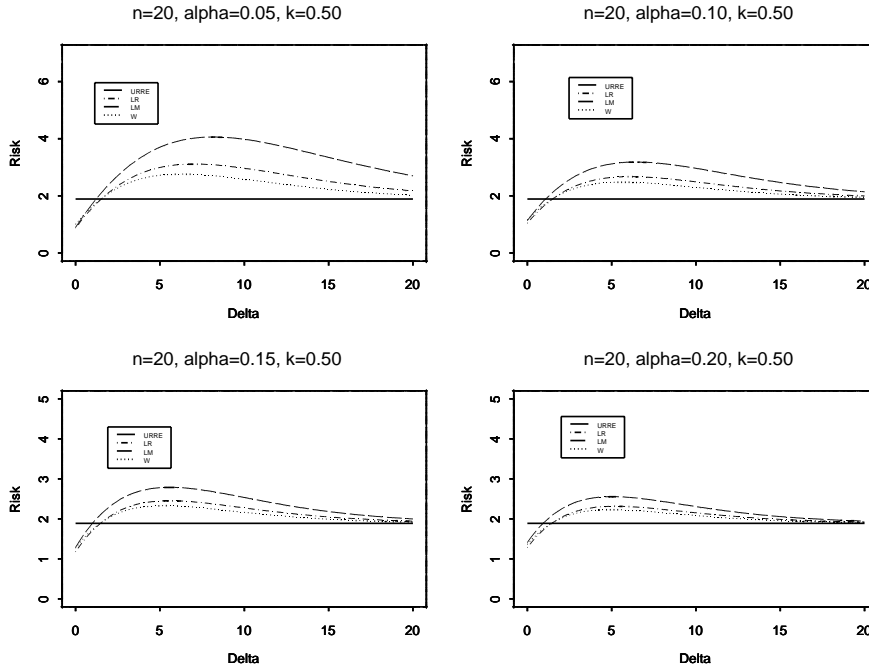 n=20, alpha=0.05, k=0.50
Risk
6
4
2
0
URRE
LR
LM
W
0 5 10 15 20
Delta
n=20, alpha=0.10, k=0.50
Risk
6
4
2
0
URRE
LR
LM
W
0 5 10 15 20
Delta
n=20, alpha=0.15, k=0.50
Risk
5
4
3
2
1
0
URRE
LR
LM
W
0 5 10 15 20
Delta
n=20, alpha=0.20, k=0.50
Risk
5
4
3
2
1
0
URRE
LR
LM
W
0 5 10 15 20
Delta